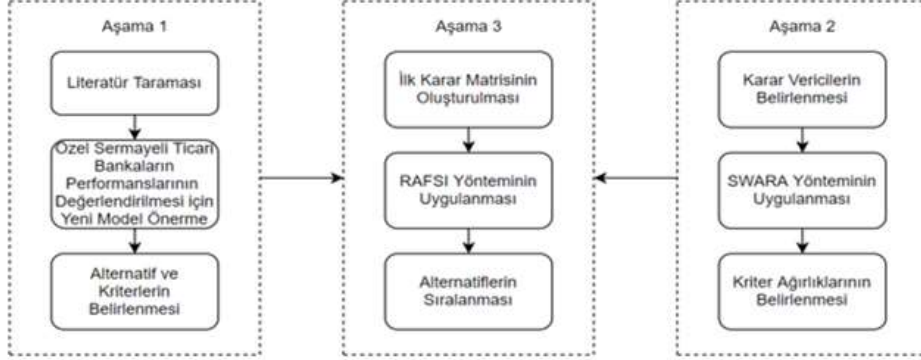 Aşama 1
Literatür Taraması
Özel Sermayeli Ticari
Bankaların
Performanslarının
Değerlendirilmesi için
Yeni Model Önerme
Alternatif ve
Kriterlerin
Belirlenmesi
Aşama 3
İlk Karar Matrisinin
Oluşturulması
RAFSI Yönteminin
Uygulanması
Alternatiflerin
Sıralanması
Aşama 2
Karar Vericilerin
Belirlenmesi
SWARA Yönteminin
Uygulanması
Kriter Ağırlıklarının
Belirlenmesi